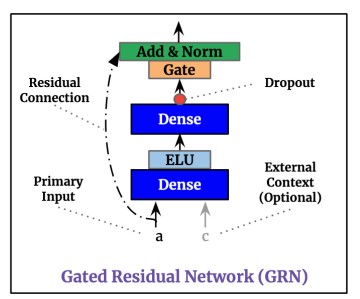 Add & Norm
Gate
Residual
Connection
Dropout
Dense
ELU
Dense
Primary
Input
External
Context
(Optional)
a
c
Gated Residual Network (GRN)